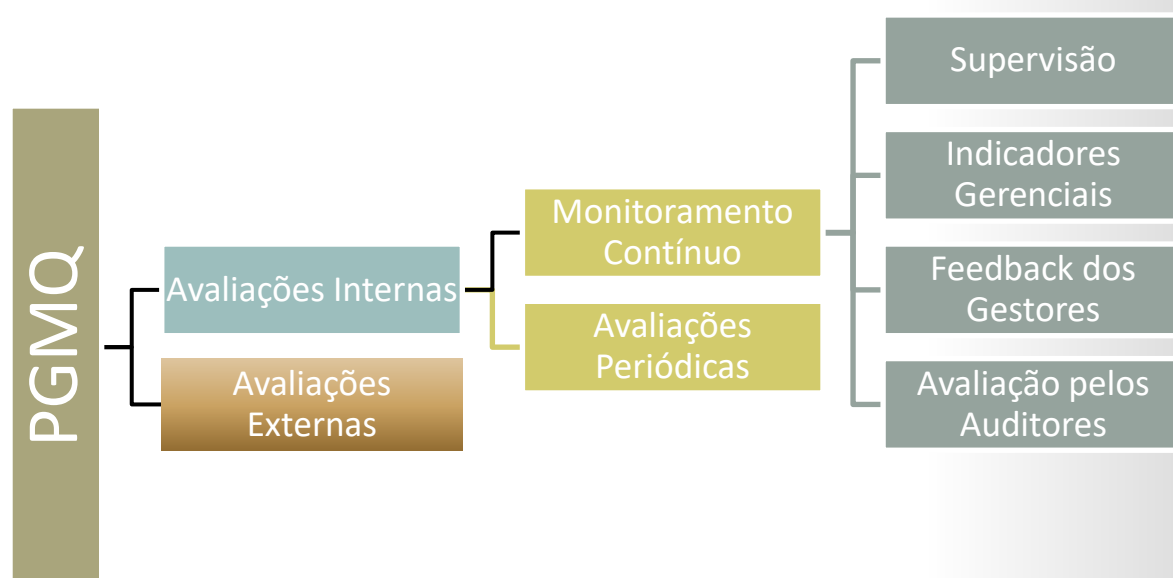 PGMQ
Avaliações Internas
Avaliações
Externas
Monitoramento
Contínuo
Avaliações
Periódicas
Supervisão
Indicadores
Gerenciais
Feedback dos
Gestores
Avaliação pelos
Auditores